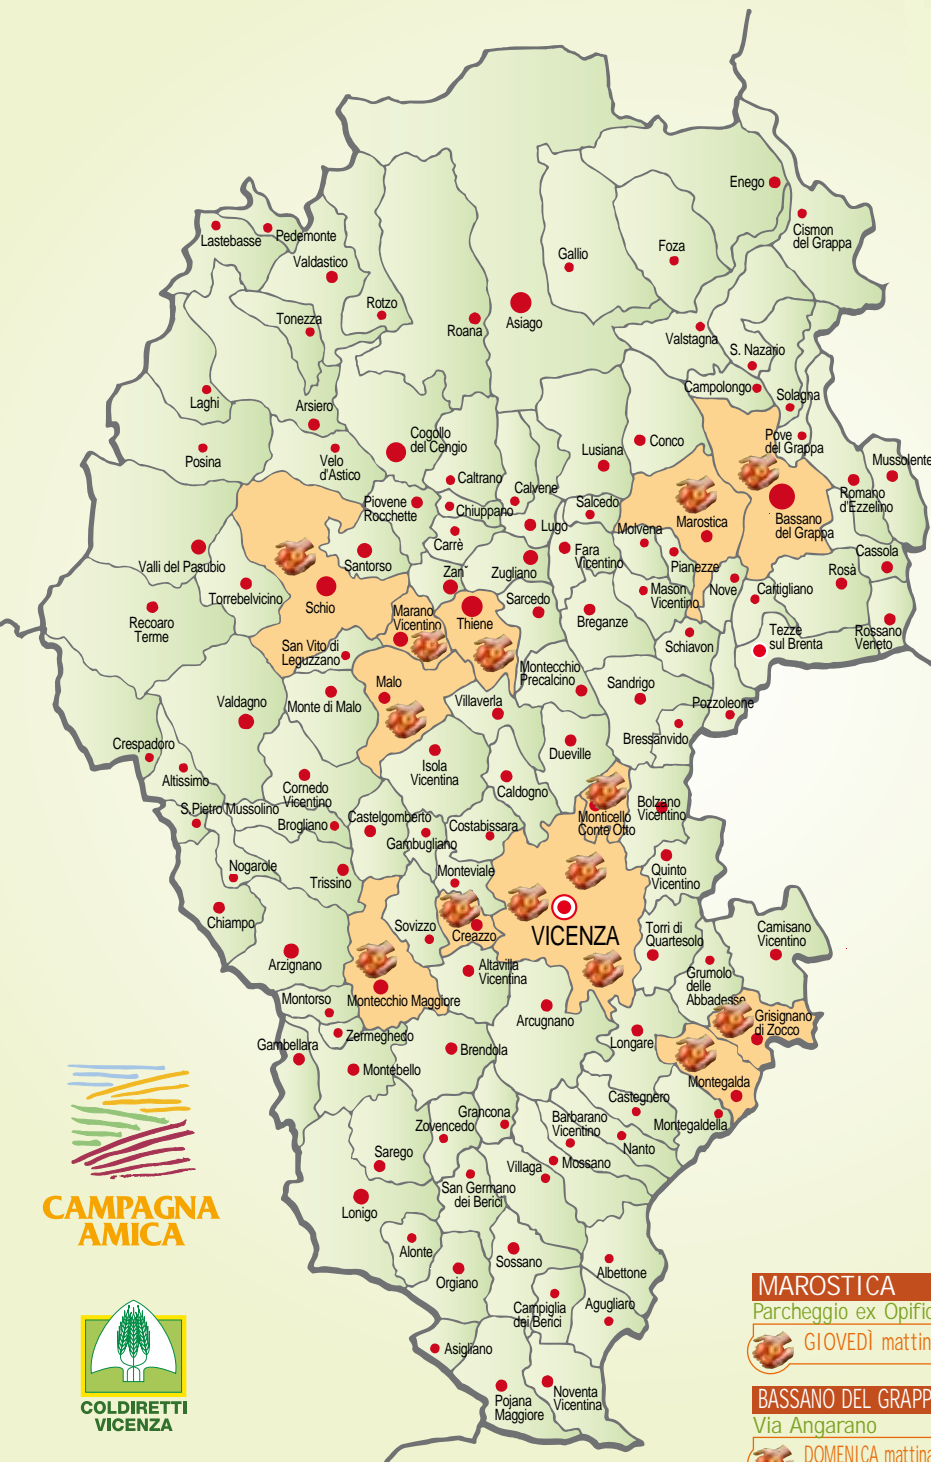 Enego
Cismon
del Grappa
Lastebasse
Pedemonte
Valdastico
Gallio
Foza
Rotzo
Tonezza
Roana
Asiago
Valstagna
S. Nazario
Campolongo
Solagna
Laghi
Arsiero
Cogollo
del Cengio
Conco
Pove
del Grappa
Lusiana
Posina
Velo
d'Astico
Mussolente
Caltrano
Calvene
Romano
d'Ezzelino
Piovene
Rocchette
Chiuppano
Salcedo
Marostica
Bassano
del Grappa
Lugo
Molvena
Carrè
Fara
Vicentino
Cassola
Valli del Pasubio
Santorso
Zan
Zugliano
Pianezze
Rosà
Torrebelvicino
Schio
Mason
Vicentino
Nove
Cartigliano
Recoaro
Terme
Marano
Vicentino
Thiene
Sarcedo
Breganze
Tezze
sul Brenta
Rossano
Veneto
San Vito di
Leguzzano
Schiavon
Montecchio
Precalcino
Malo
Sandrigo
Valdagno
Monte di Malo
Villaverla
Pozzoleone
Bressanvido
Crespadoro
Dueville
Isola
Vicentina
Altissimo
Cornedo
Vicentino
Caldogno
S.Pietro Mussolino
Brogliano
Castelgomberto
Gambugliano
Costabissara
Monticello
Conte Otto
Bolzano
Vicentino
Nogarole
Trissino
Monteviale
Quinto
Vicentino
Chiampo
Sovizzo
Creazzo
VICENZA
Torri di
Quartesolo
Camisano
Vicentino
Arzignano
Altavilla
Vicentina
Grumolo
delle
Abbadesse
Montorso
Montecchio Maggiore
Arcugnano
Grisignano
di Zocco
Gambellara
Zermeghedo
Brendola
Longare
Montebello
Montegalda
Castegnero
Grancona
Zovencedo
Barbarano
Vicentino
Montegaldella
Nanto
Sarego
Villaga
Mossano
San Germano
dei Berici
Lonigo
Alonte
Sossano
Orgiano
Albettone
Campiglia
dei Berici
Agugliaro
Asigliano
Pojana
Maggiore
Noventa
Vicentina
CAMPAGNA
AMICA
COLDIRETTI
VICENZA
MAROSTICA
Parcheggio ex Opific
GIOVEDÌ mattin
BASSANO DEL GRAPP
Via Angarano
DOMENICA mattina